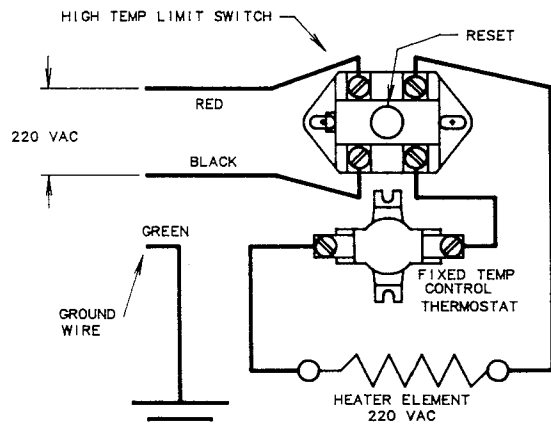 HIGH TEMP LIMIT SWITCH
RESET
RED
220 VAC
BLACK
GREEN
FIXED TEMP
CONTROL
THERMOSTAT
GROUND
WIRE
HEATER ELEMENT
220 VAC